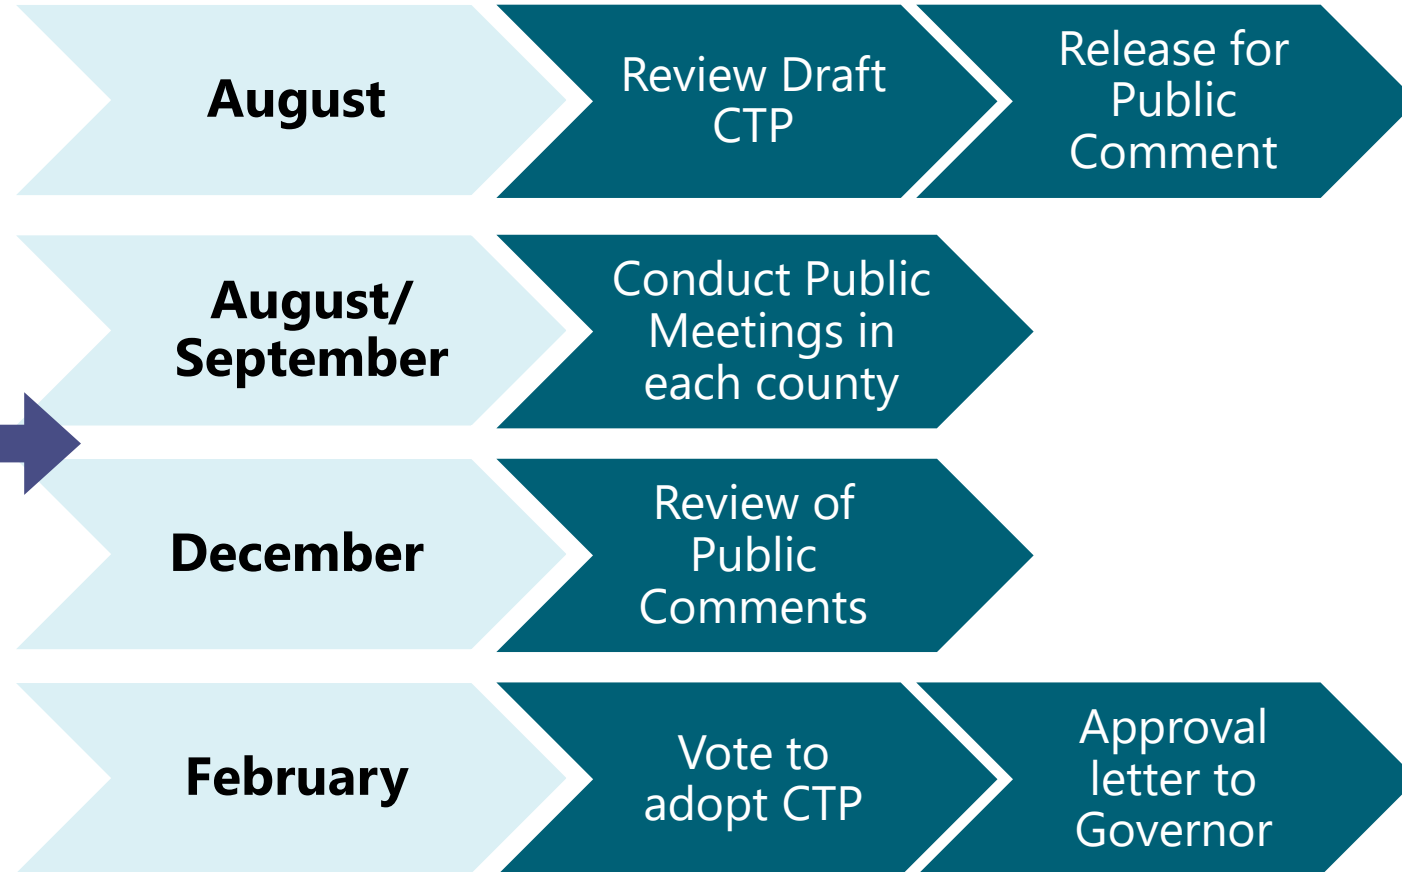 August
Review Draft
CTP
Release for
Public
Comment
August/
September
Conduct Public
Meetings in
each county
December
Review of
Public
Comments
February
Vote to
adopt CTP
Approval
letter to
Governor